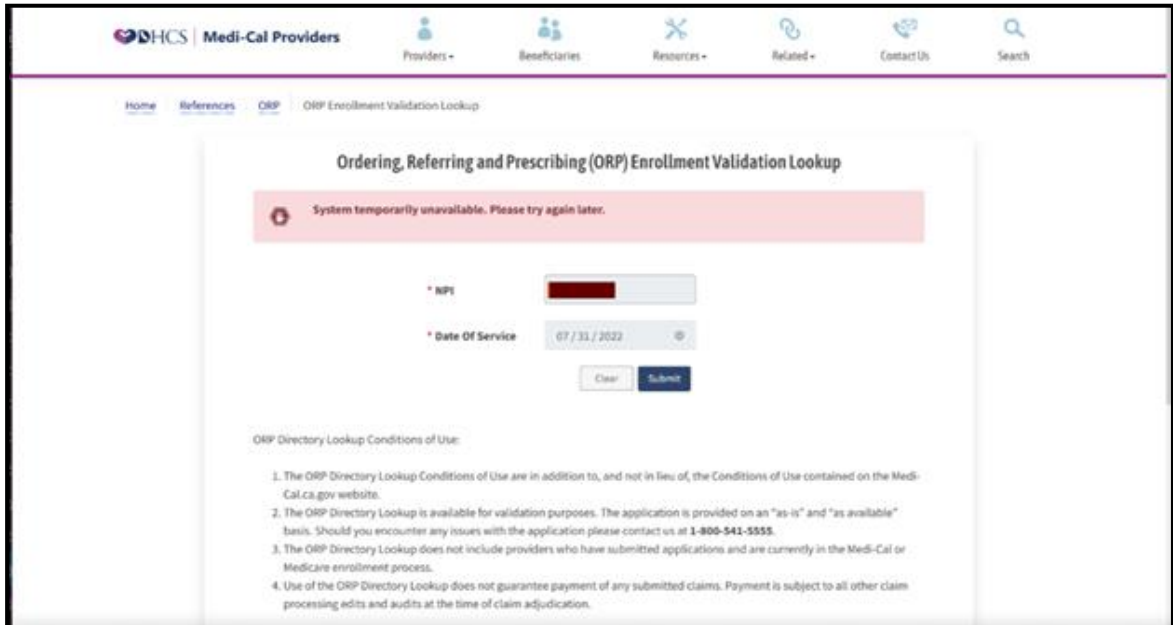 DHCS Medi-Cal Providers
Providers Beneficiaries Resources Related Contact Us Search
Home References ORP ORP Enrollment Validation Lookup
Ordering, Referring and Prescribing (ORP) Enrollment Validation Lookup
System temporarily unavailable. Please try again later.
* NPI
* Date Of Service 07 / 31 / 2022
Clear Submit
ORP Directory Lookup Conditions of Use:
1. The ORP Directory Lookup Conditions of Use are in addition to, and not in lieu of, the Conditions of Use contained on the Medi-
Cal.ca.gov website.
2. The ORP Directory Lookup is available for validation purposes. The application is provided on an "as-is" and "as available"
basis. Should you encounter any issues with the application please contact us at 1-800-541-5555.
3. The ORP Directory Lookup does not include providers who have submitted applications and are currently in the Medi-Cal or
Medicare enrollment process.
4. Use of the ORP Directory Lookup does not guarantee payment of any submitted claims. Payment is subject to all other claim
processing edits and audits at the time of claim adjudication.